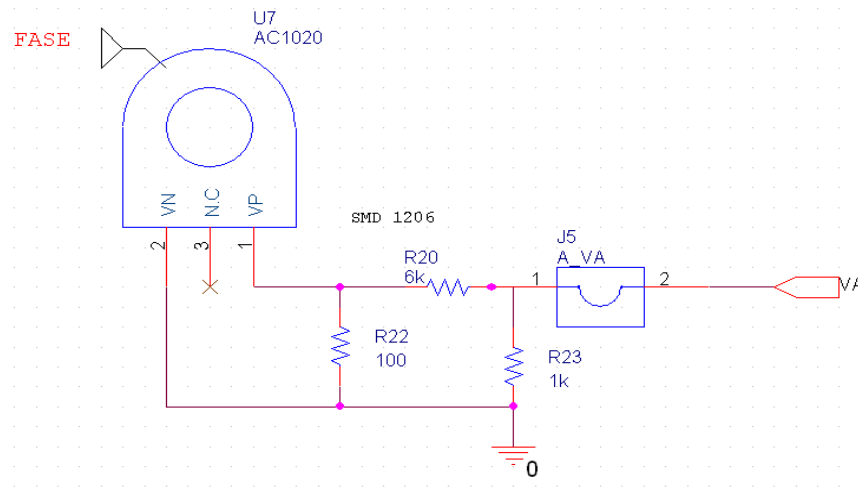 U7
AC1020
FASE
VN
N.C
VP
2
3
1
SMD 1206
J5
A_VA
R20
6k
1
2
VA
R22
100
R23
1k
0